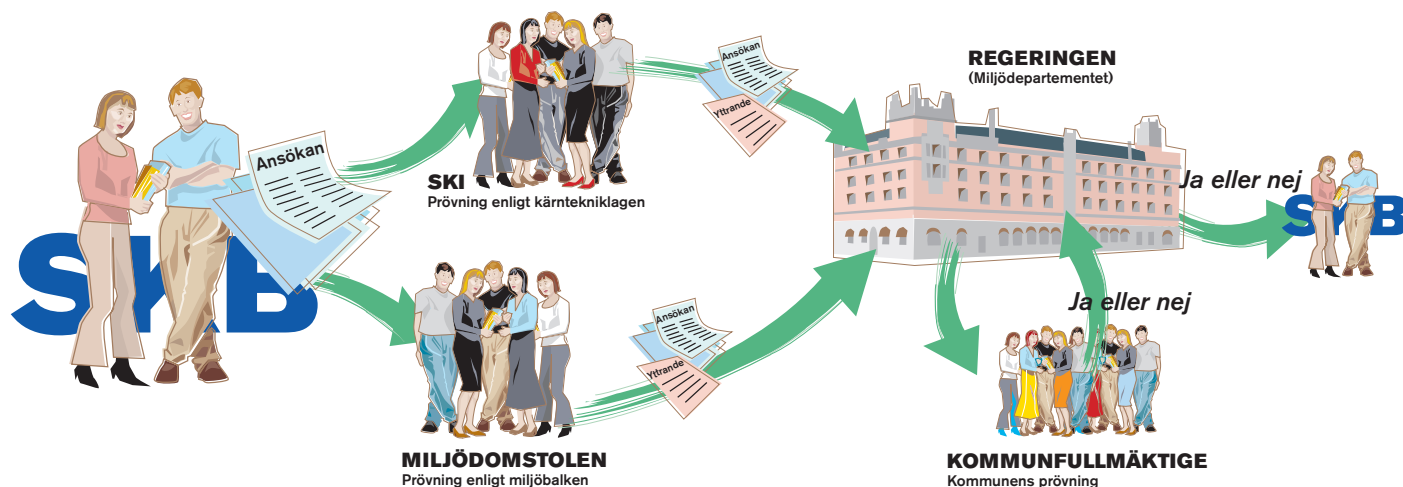 SKB
Ansökan
SKI
Prövning enligt kärntekniklagen
Ansökan
Yttrande
MILJÖDOMSTOLEN
Prövning enligt miljöbalken
Ansökan
Yttrande
REGERINGEN
(Miljödepartementet)
Ja eller nej
KOMMUNFULLMÄKTIGE
Kommunens prövning
Ja eller nej
SKB